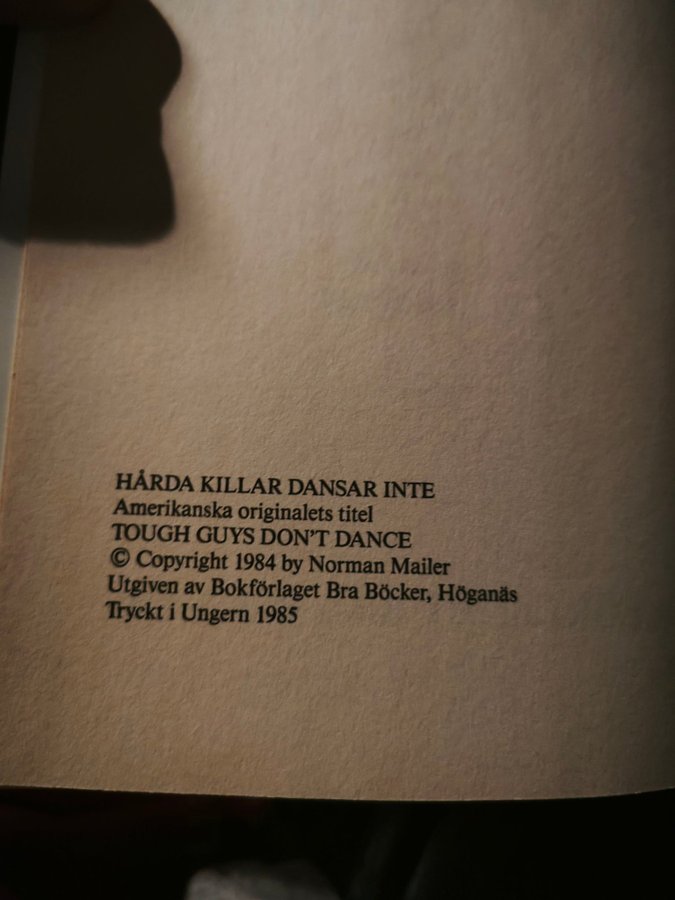 HÅRDA KILLAR DANSAR INTE
Amerikanska originalets titel
TOUGH GUYS DON'T DANCE
© Copyright 1984 by Norman Mailer
Utgiven av Bokförlaget Bra Böcker, Höganäs
Tryckt i Ungern 1985